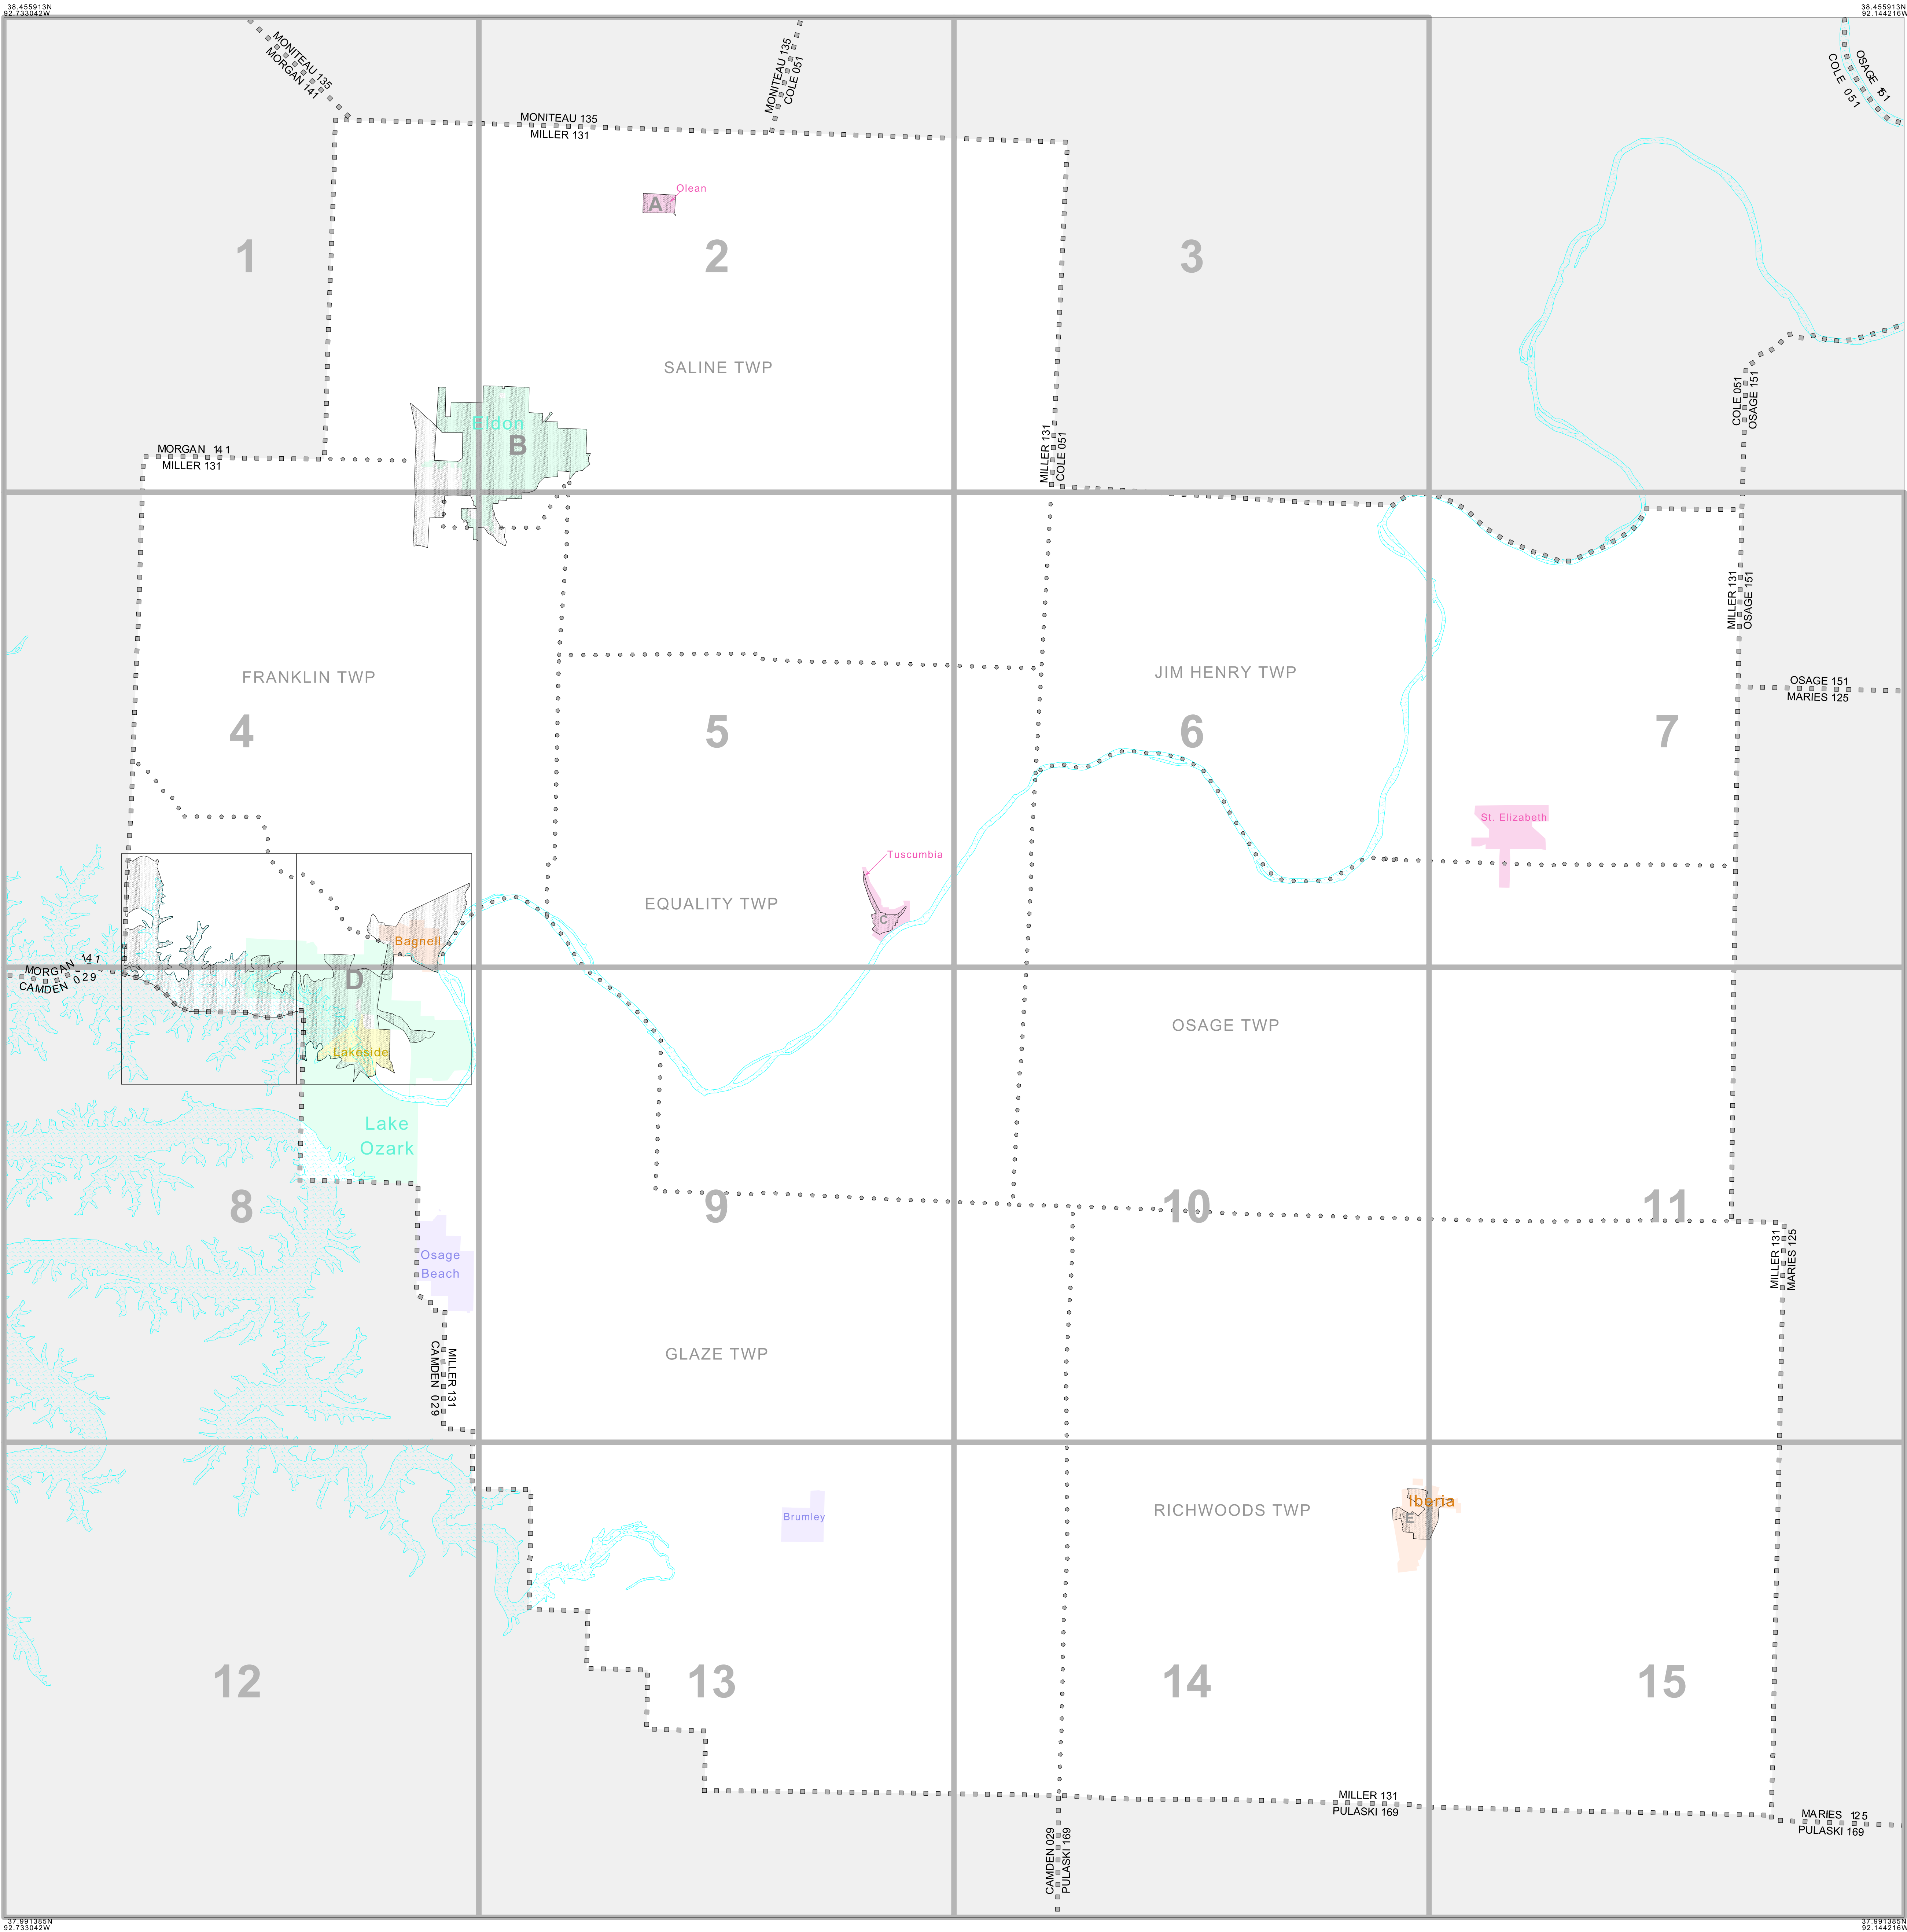 38.455913N
92.733042W
38.455913N
92.144216W
MONITEAU 135
MORGAN 141
MONITEAU 135
COLE 051
OSAGE 151
COLE 051
MONITEAU 135
MILLER 131
Olean
A
1
2
3
SALINE TWP
COLE 051
OSAGE 151
Eldon
B
MORGAN 141
MILLER 131
MILLER 131
COLE 051
MILLER 131
OSAGE 151
FRANKLIN TWP
JIM HENRY TWP
OSAGE 151
MARIES 125
4
5
6
7
St. Elizabeth
Tuscumbia
EQUALITY TWP
C
Bagnell
MORGAN 141
CAMDEN 029
1
2
D
OSAGE TWP
Lakeside
Lake
Ozark
8
9
10
11
Osage
Beach
MILLER 131
MARIES 125
MILLER 131
CAMDEN 029
GLAZE TWP
Iberia
RICHWOODS TWP
E
Brumley
12
13
14
15
MILLER 131
PULASKI 169
MARIES 125
PULASKI 169
CAMDEN 029
PULASKI 169
37.991385N
92.733042W
37.991385N
92.144216W